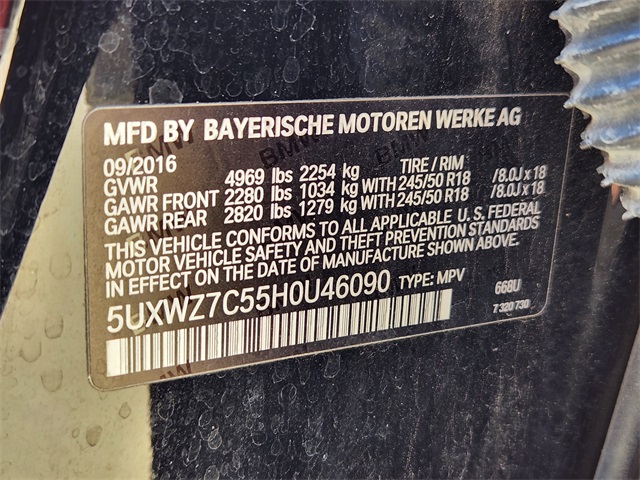 MFD BY BAYERISCHE MOTOREN WERKE AG
09/2016 TIRE / RIM
GVWR 4969 lbs 2254 kg
GAWR FRONT 2280 lbs 1034 kg WITH 245/50 R18 /8.0J x 18
GAWR REAR 2820 lbs 1279 kg WITH 245/50 R18 /8.0J x 18
THIS VEHICLE CONFORMS TO ALL APPLICABLE U. S. FEDERAL
MOTOR VEHICLE SAFETY AND THEFT PREVENTION STANDARDS
IN EFFECT ON THE DATE OF MANUFACTURE SHOWN ABOVE.
5UXWZ7C55H0U46090 TYPE: MPV 668U
7 320 730